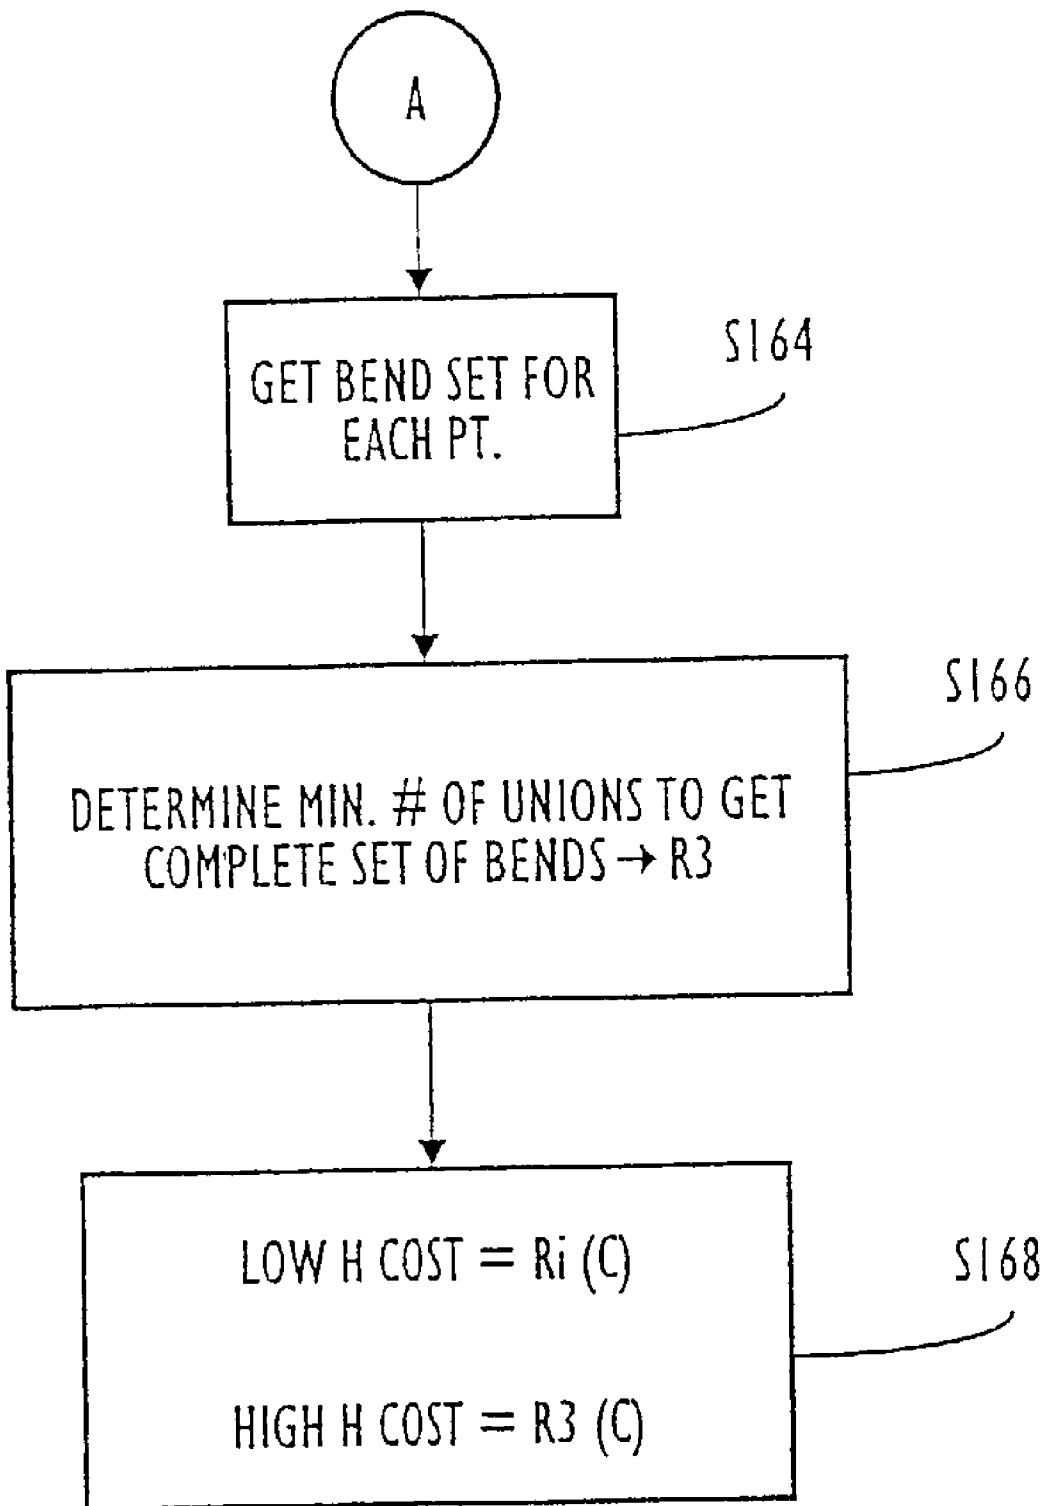 A
GET BEND SET FOR
EACH PT.
S164
DETERMINE MIN. # OF UNIONS TO GET
COMPLETE SET OF BENDS → R3
S166
LOW H COST = Ri (C)
HIGH H COST = R3 (C)
S168